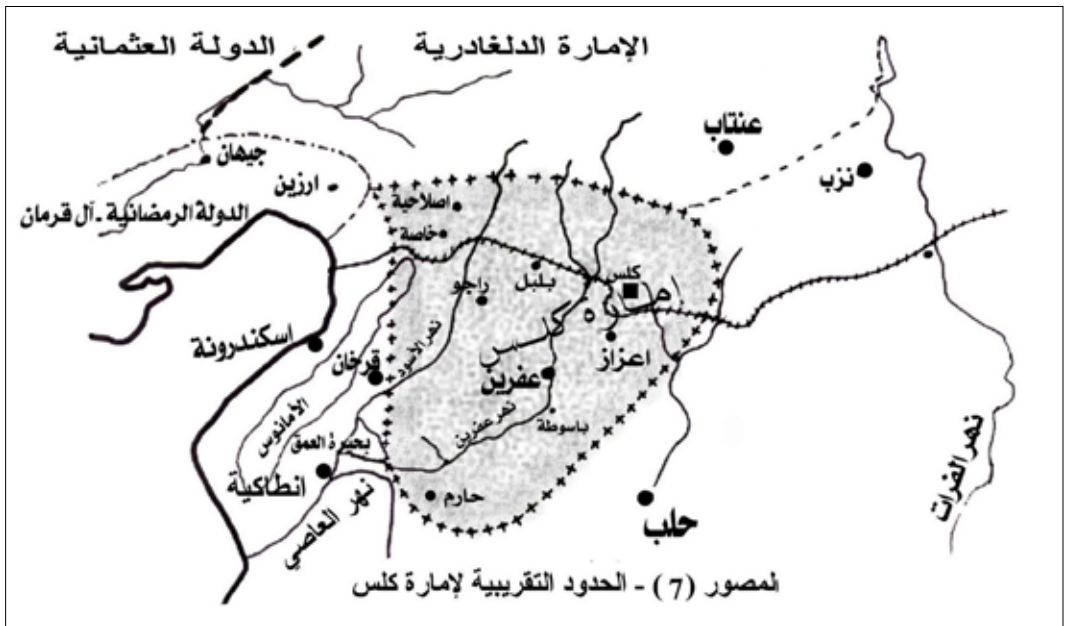 الإمارة الدلغادرية
الدولة العثمانية
عنتاب
جيهان
نزب
ارزين
اصلاحية
الدولة الرمضانية - آل قرمان
خاصة
كلس
بلبل
راجو
إمارة كلس
اسكندرونة
نهر الأسود
اعزاز
قرخان
عفرين
الأمانوس
باسوطة
نهر عفرين
بحيرة العمق
انطاكية
حارم
حلب
نهر الفرات
نهر العاصي
لمصور (7) - الحدود التقريبية لإمارة كلس